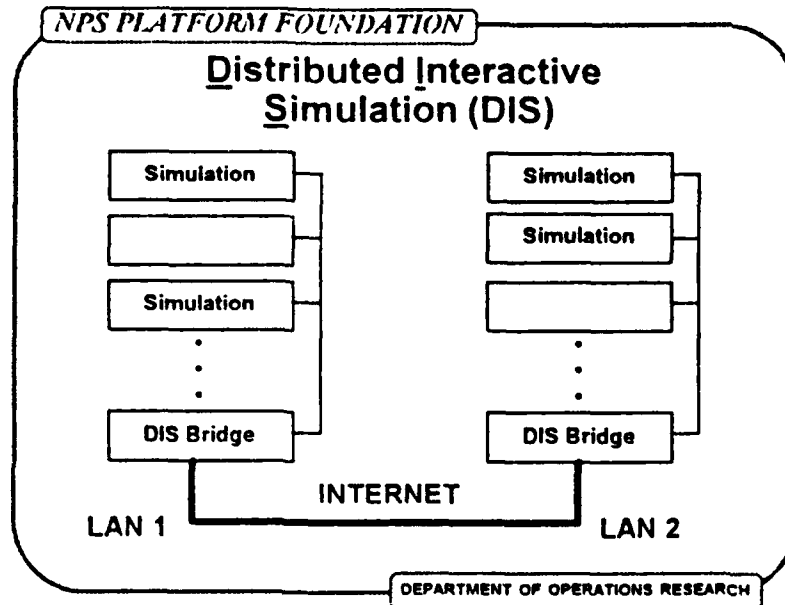 NPS PLATFORM FOUNDATION
Distributed Interactive
Simulation (DIS)
Simulation
Simulation
DIS Bridge
Simulation
Simulation
DIS Bridge
INTERNET
LAN 1
LAN 2
DEPARTMENT OF OPERATIONS RESEARCH